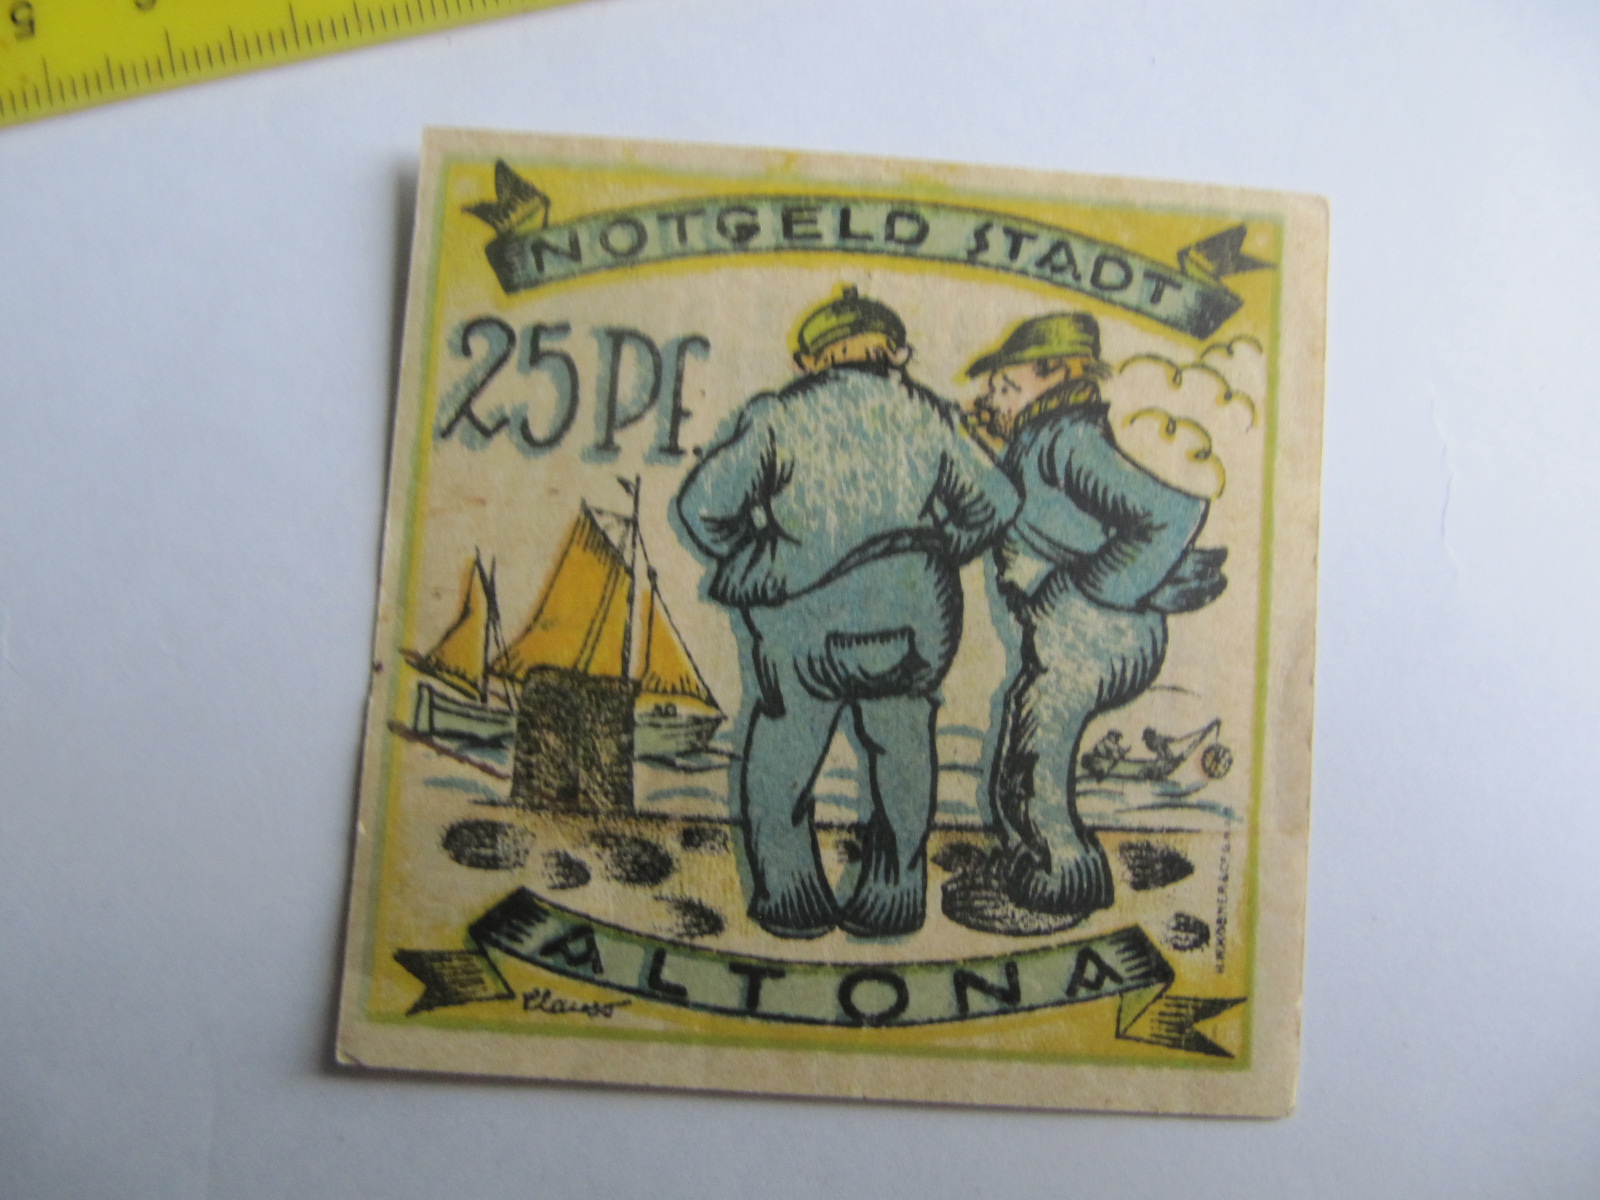 NOTGELD STADT
25 Pf.
ALTONA